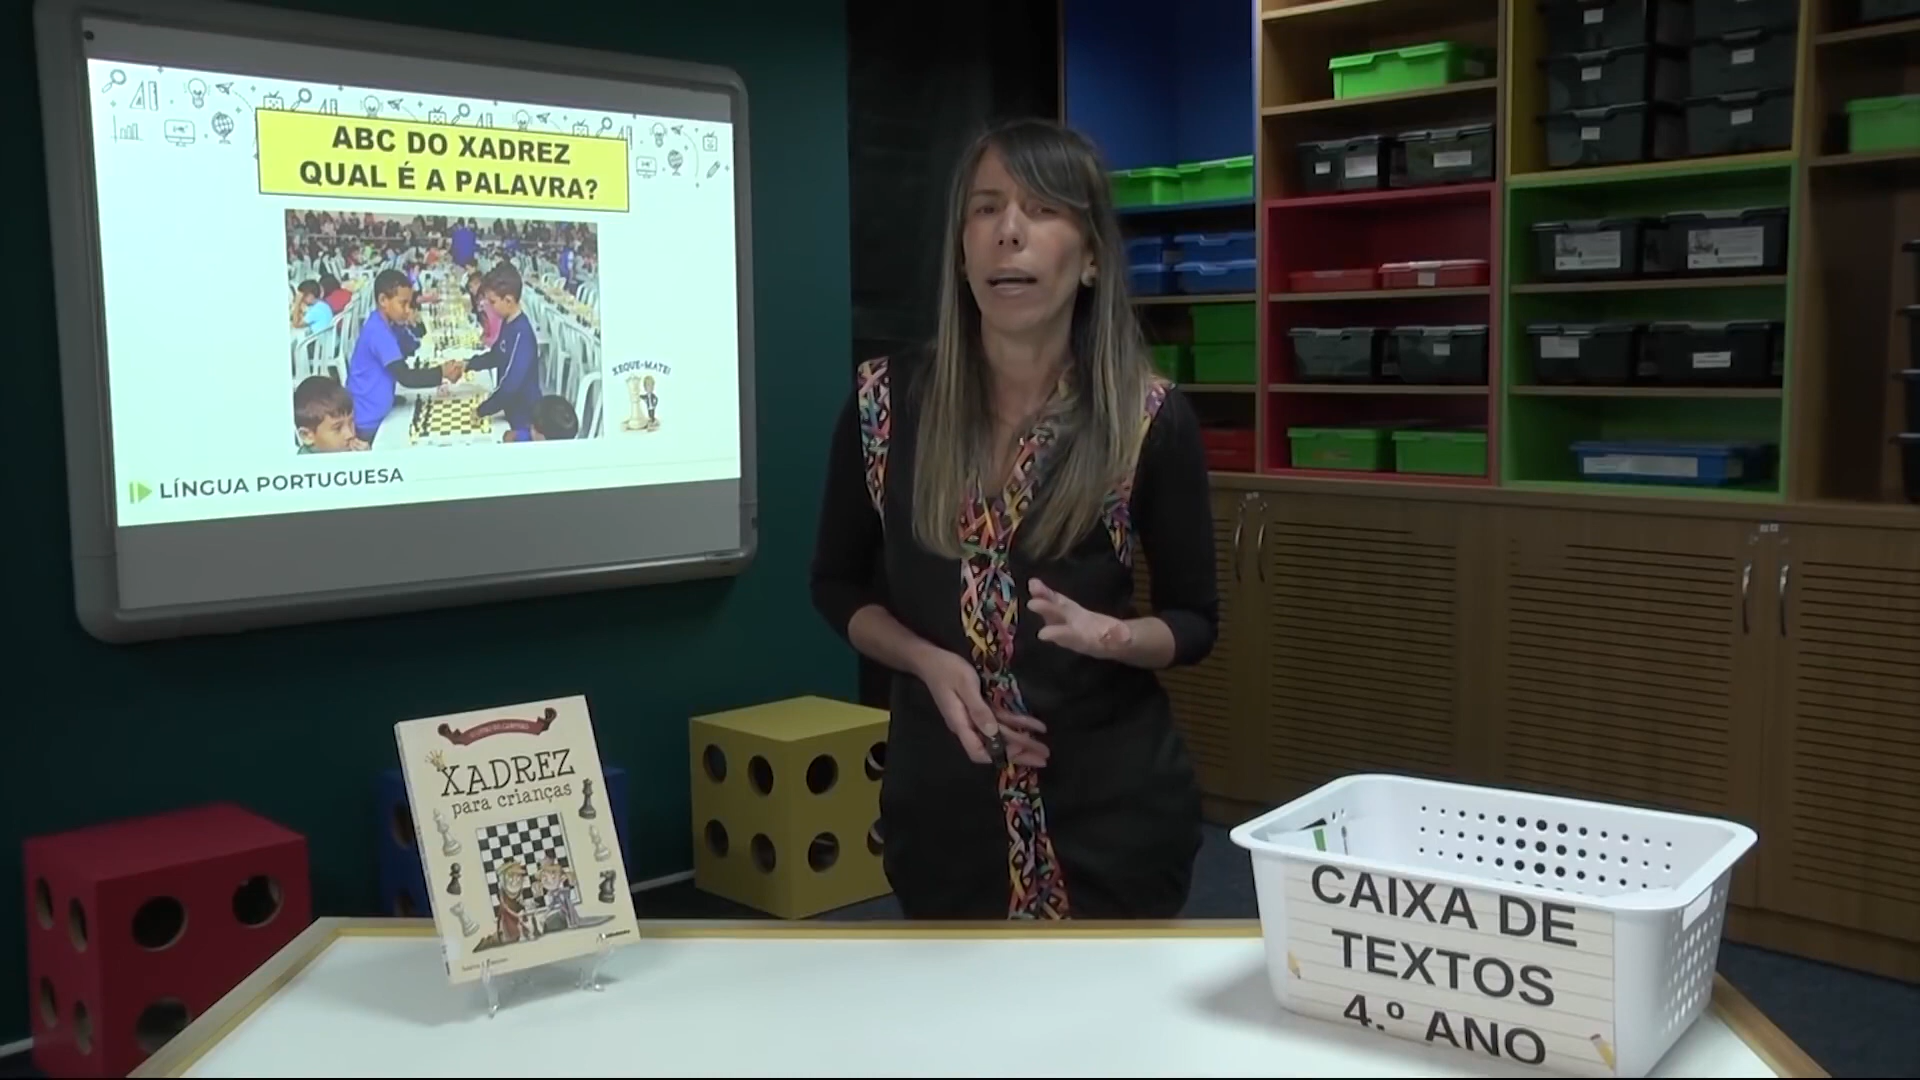 ABC DO XADREZ
QUAL É A PALAVRA?
XEQUE-MATE!
LÍNGUA PORTUGUESA
XADREZ
para crianças
CAIXA DE
TEXTOS
4.º ANO